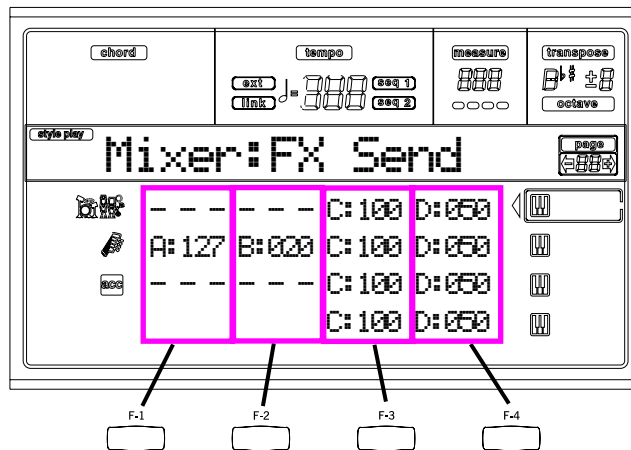 chord
tempo
measure
transpose
ext
link
seq 1
seq 2
octave
style play
Mixer:FX Send
page
- - - - - - C:100 D:050
A:127 B:020 C:100 D:050
acc - - - - - - C:100 D:050
C:100 D:050
F-1 F-2 F-3 F-4